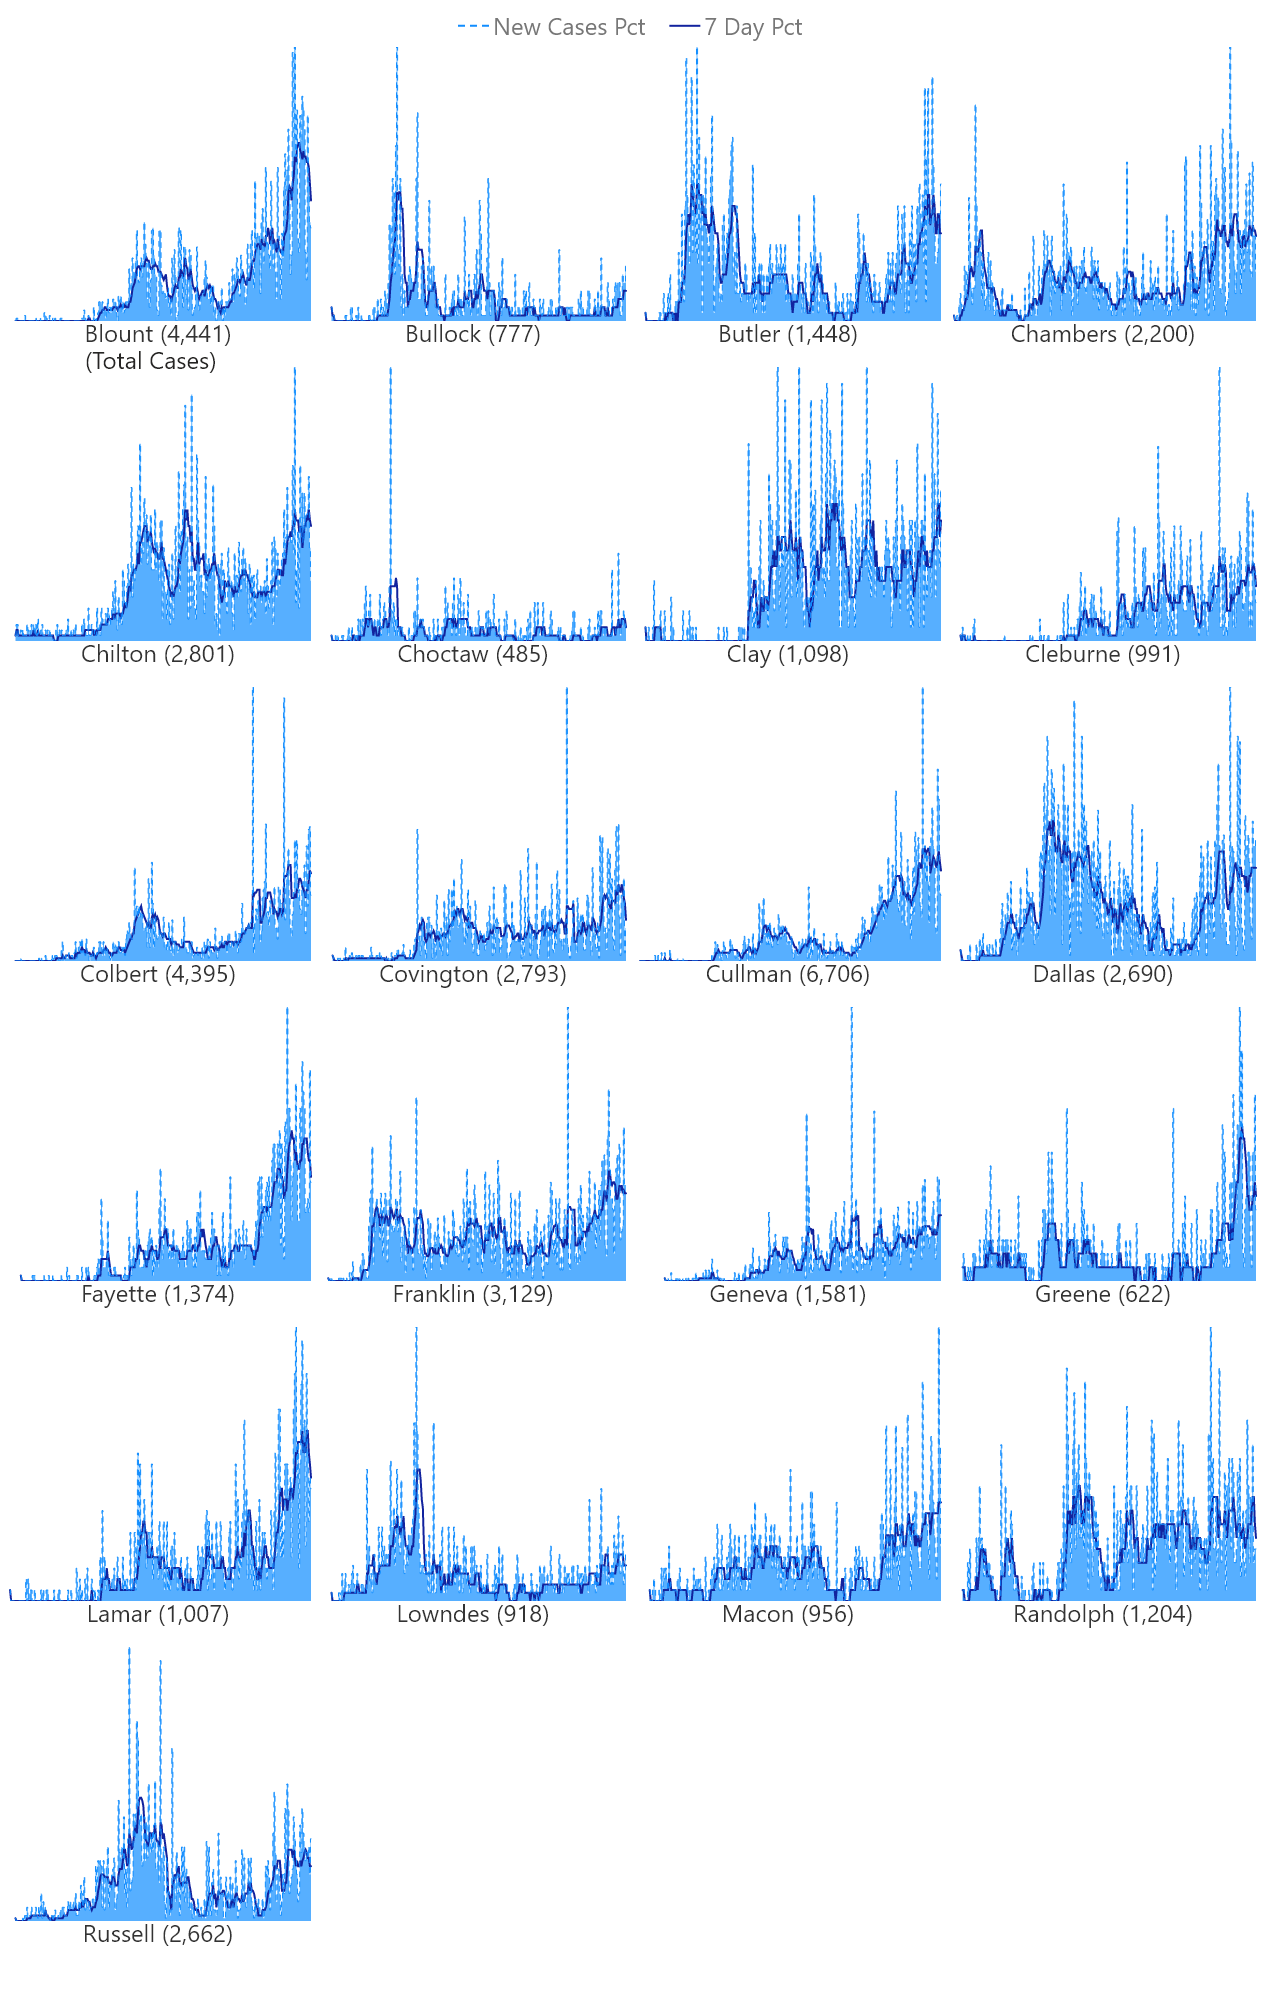 New Cases Pct 7 Day Pct
Blount (4,441) Bullock (777) Butler (1,448) Chambers (2,200)
(Total Cases)
Chilton (2,801) Choctaw (485) Clay (1,098) Cleburne (991)
Colbert (4,395) Covington (2,793) Cullman (6,706) Dallas (2,690)
Fayette (1,374) Franklin (3,129) Geneva (1,581) Greene (622)
Lamar (1,007) Lowndes (918) Macon (956) Randolph (1,204)
Russell (2,662)